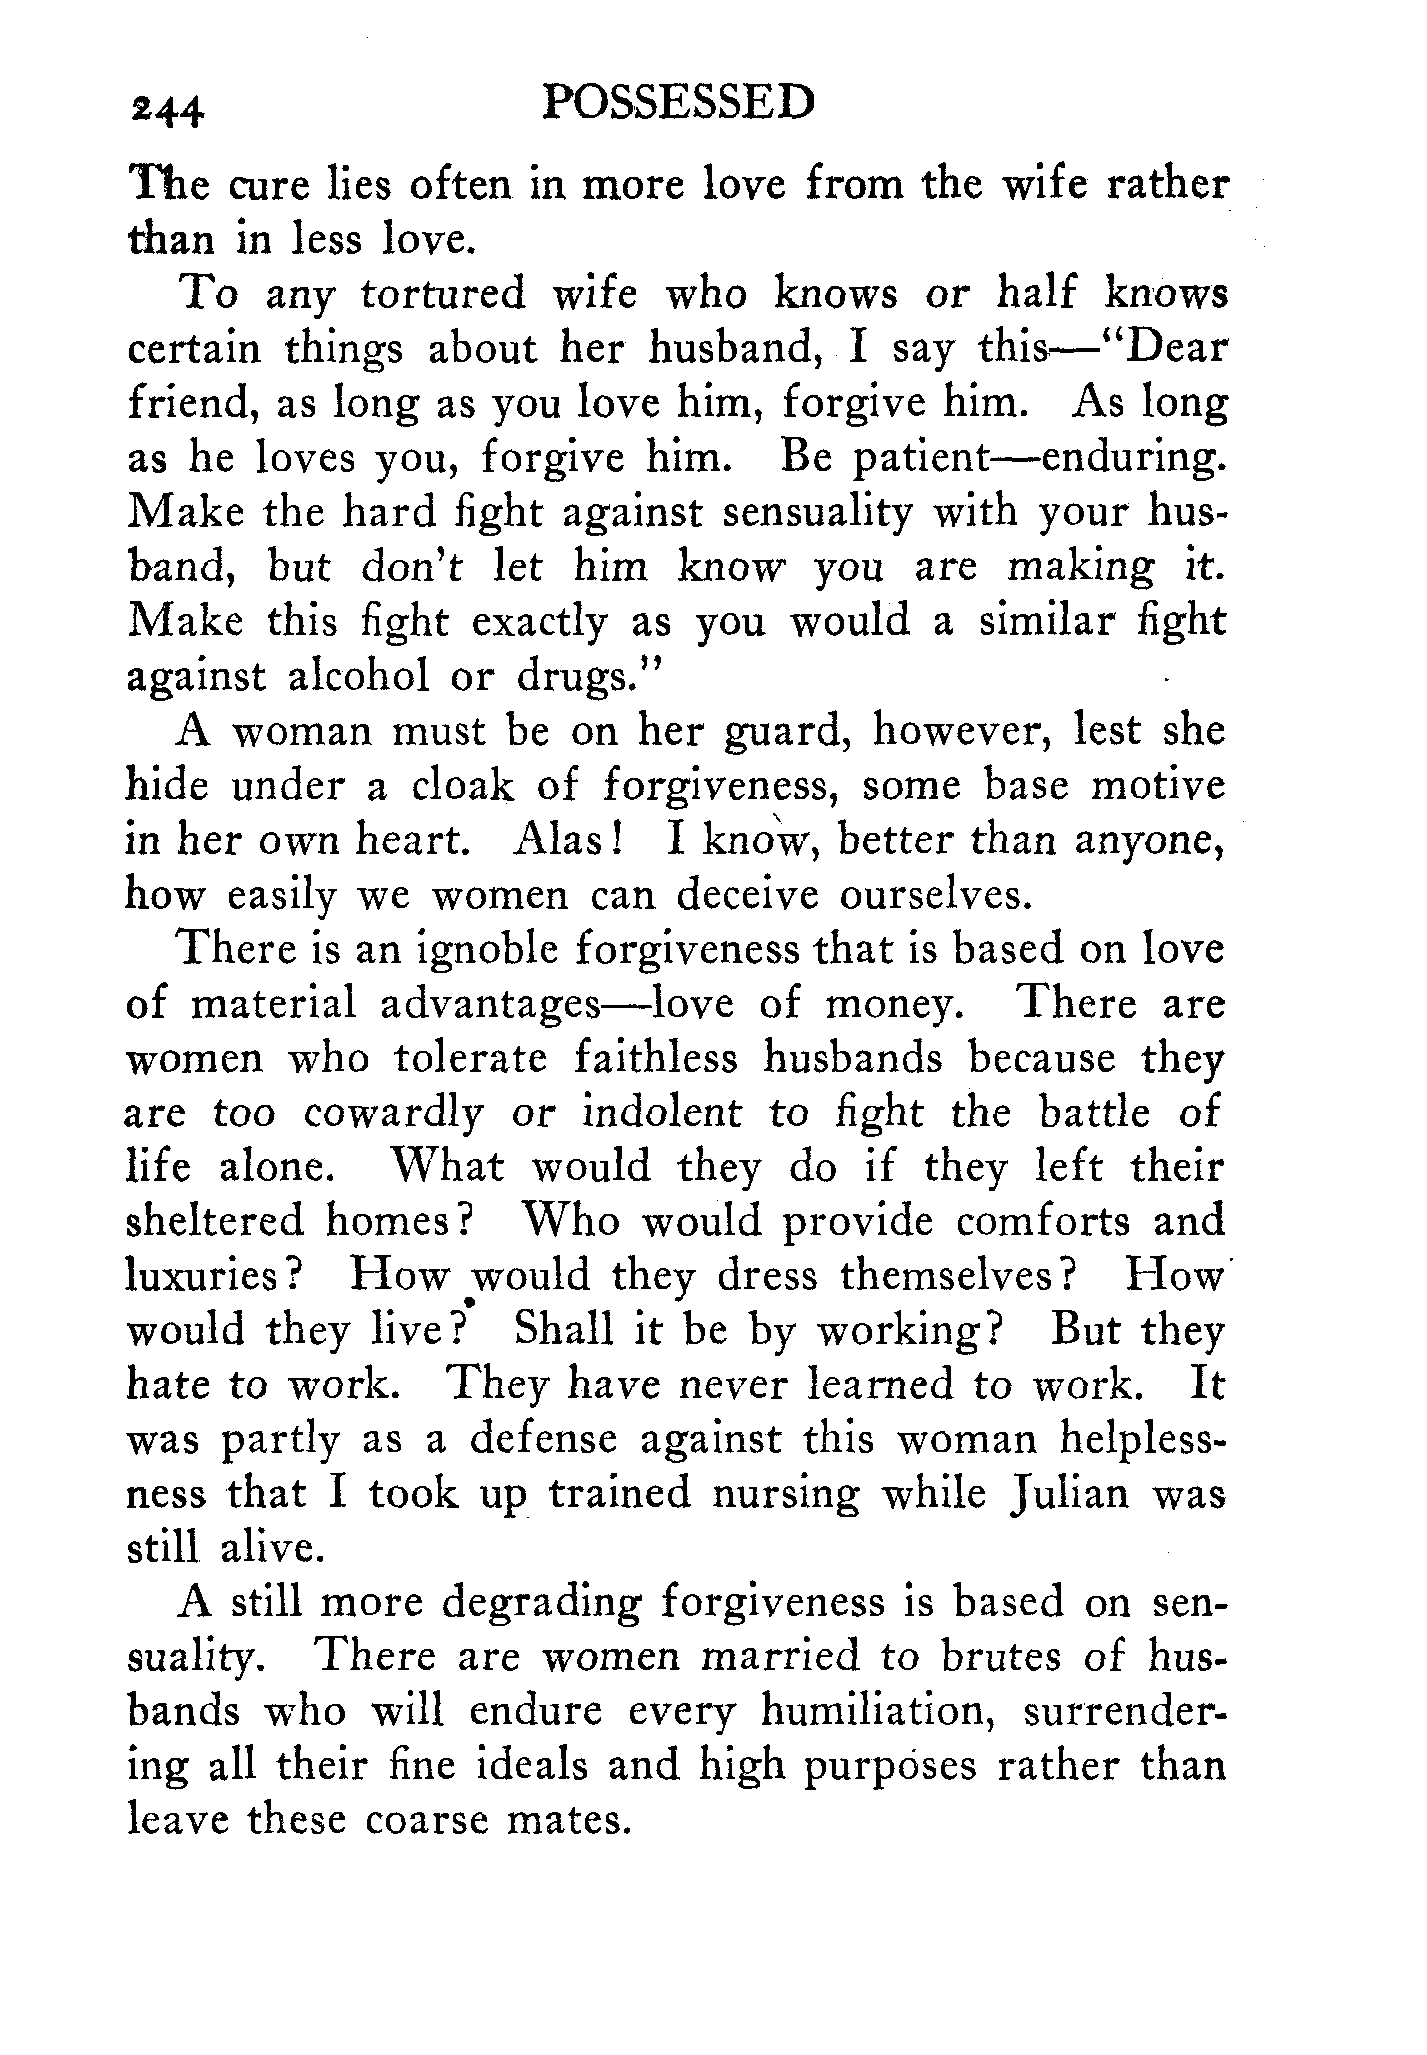 244 POSSESSED
The cure lies often in more love from the wife rather
than in less love.
To any tortured wife who knows or half knows
certain things about her husband, I say this—"Dear
friend, as long as you love him, forgive him. As long
as he loves you, forgive him. Be patient—enduring.
Make the hard fight against sensuality with your hus-
band, but don't let him know you are making it.
Make this fight exactly as you would a similar fight
against alcohol or drugs."
A woman must be on her guard, however, lest she
hide under a cloak of forgiveness, some base motive
in her own heart. Alas! I know, better than anyone,
how easily we women can deceive ourselves.
There is an ignoble forgiveness that is based on love
of material advantages—love of money. There are
women who tolerate faithless husbands because they
are too cowardly or indolent to fight the battle of
life alone. What would they do if they left their
sheltered homes? Who would provide comforts and
luxuries? How would they dress themselves? How
would they live? Shall it be by working? But they
hate to work. They have never learned to work. It
was partly as a defense against this woman helpless-
ness that I took up trained nursing while Julian was
still alive.
A still more degrading forgiveness is based on sen-
suality. There are women married to brutes of hus-
bands who will endure every humiliation, surrender-
ing all their fine ideals and high purposes rather than
leave these coarse mates.